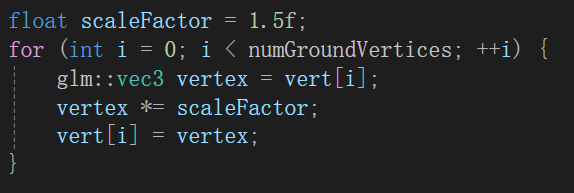 float scaleFactor = 1.5f;
for (int i = 0; i < numGroundVertices; ++i) {
    glm::vec3 vertex = vert[i];
    vertex *= scaleFactor;
    vert[i] = vertex;
}